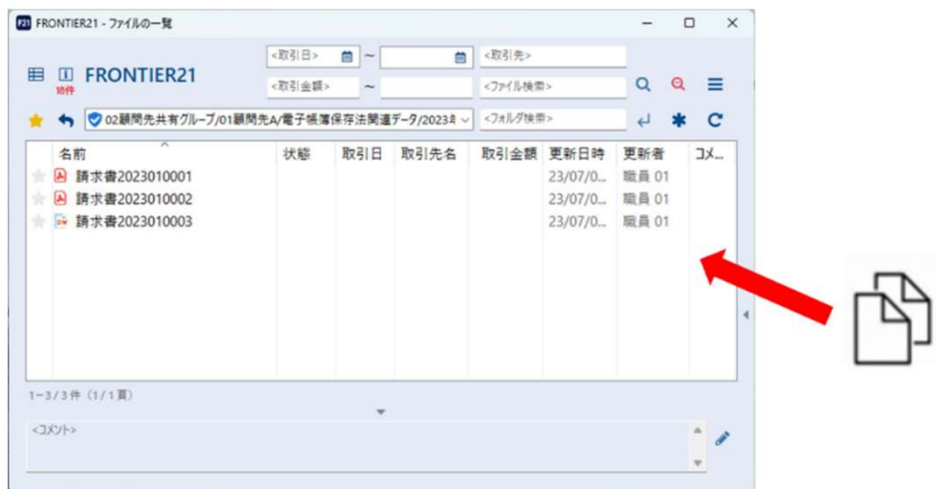 F21 FRONTIER21 - ファイルの一覧
<取引日> ~ <取引先>
FRONTIER21
18件
<取引金額> ~ <ファイル検索>
02顧問先共有グループ/01顧問先A/電子帳簿保存法関連データ/2023年 <フォルダ検索>
名前 状態 取引日 取引先名 取引金額 更新日時 更新者 コメ...
請求書2023010001 23/07/0... 職員 01
請求書2023010002 23/07/0... 職員 01
請求書2023010003 23/07/0... 職員 01
1-3/3件 (1/1頁)
<コメント>